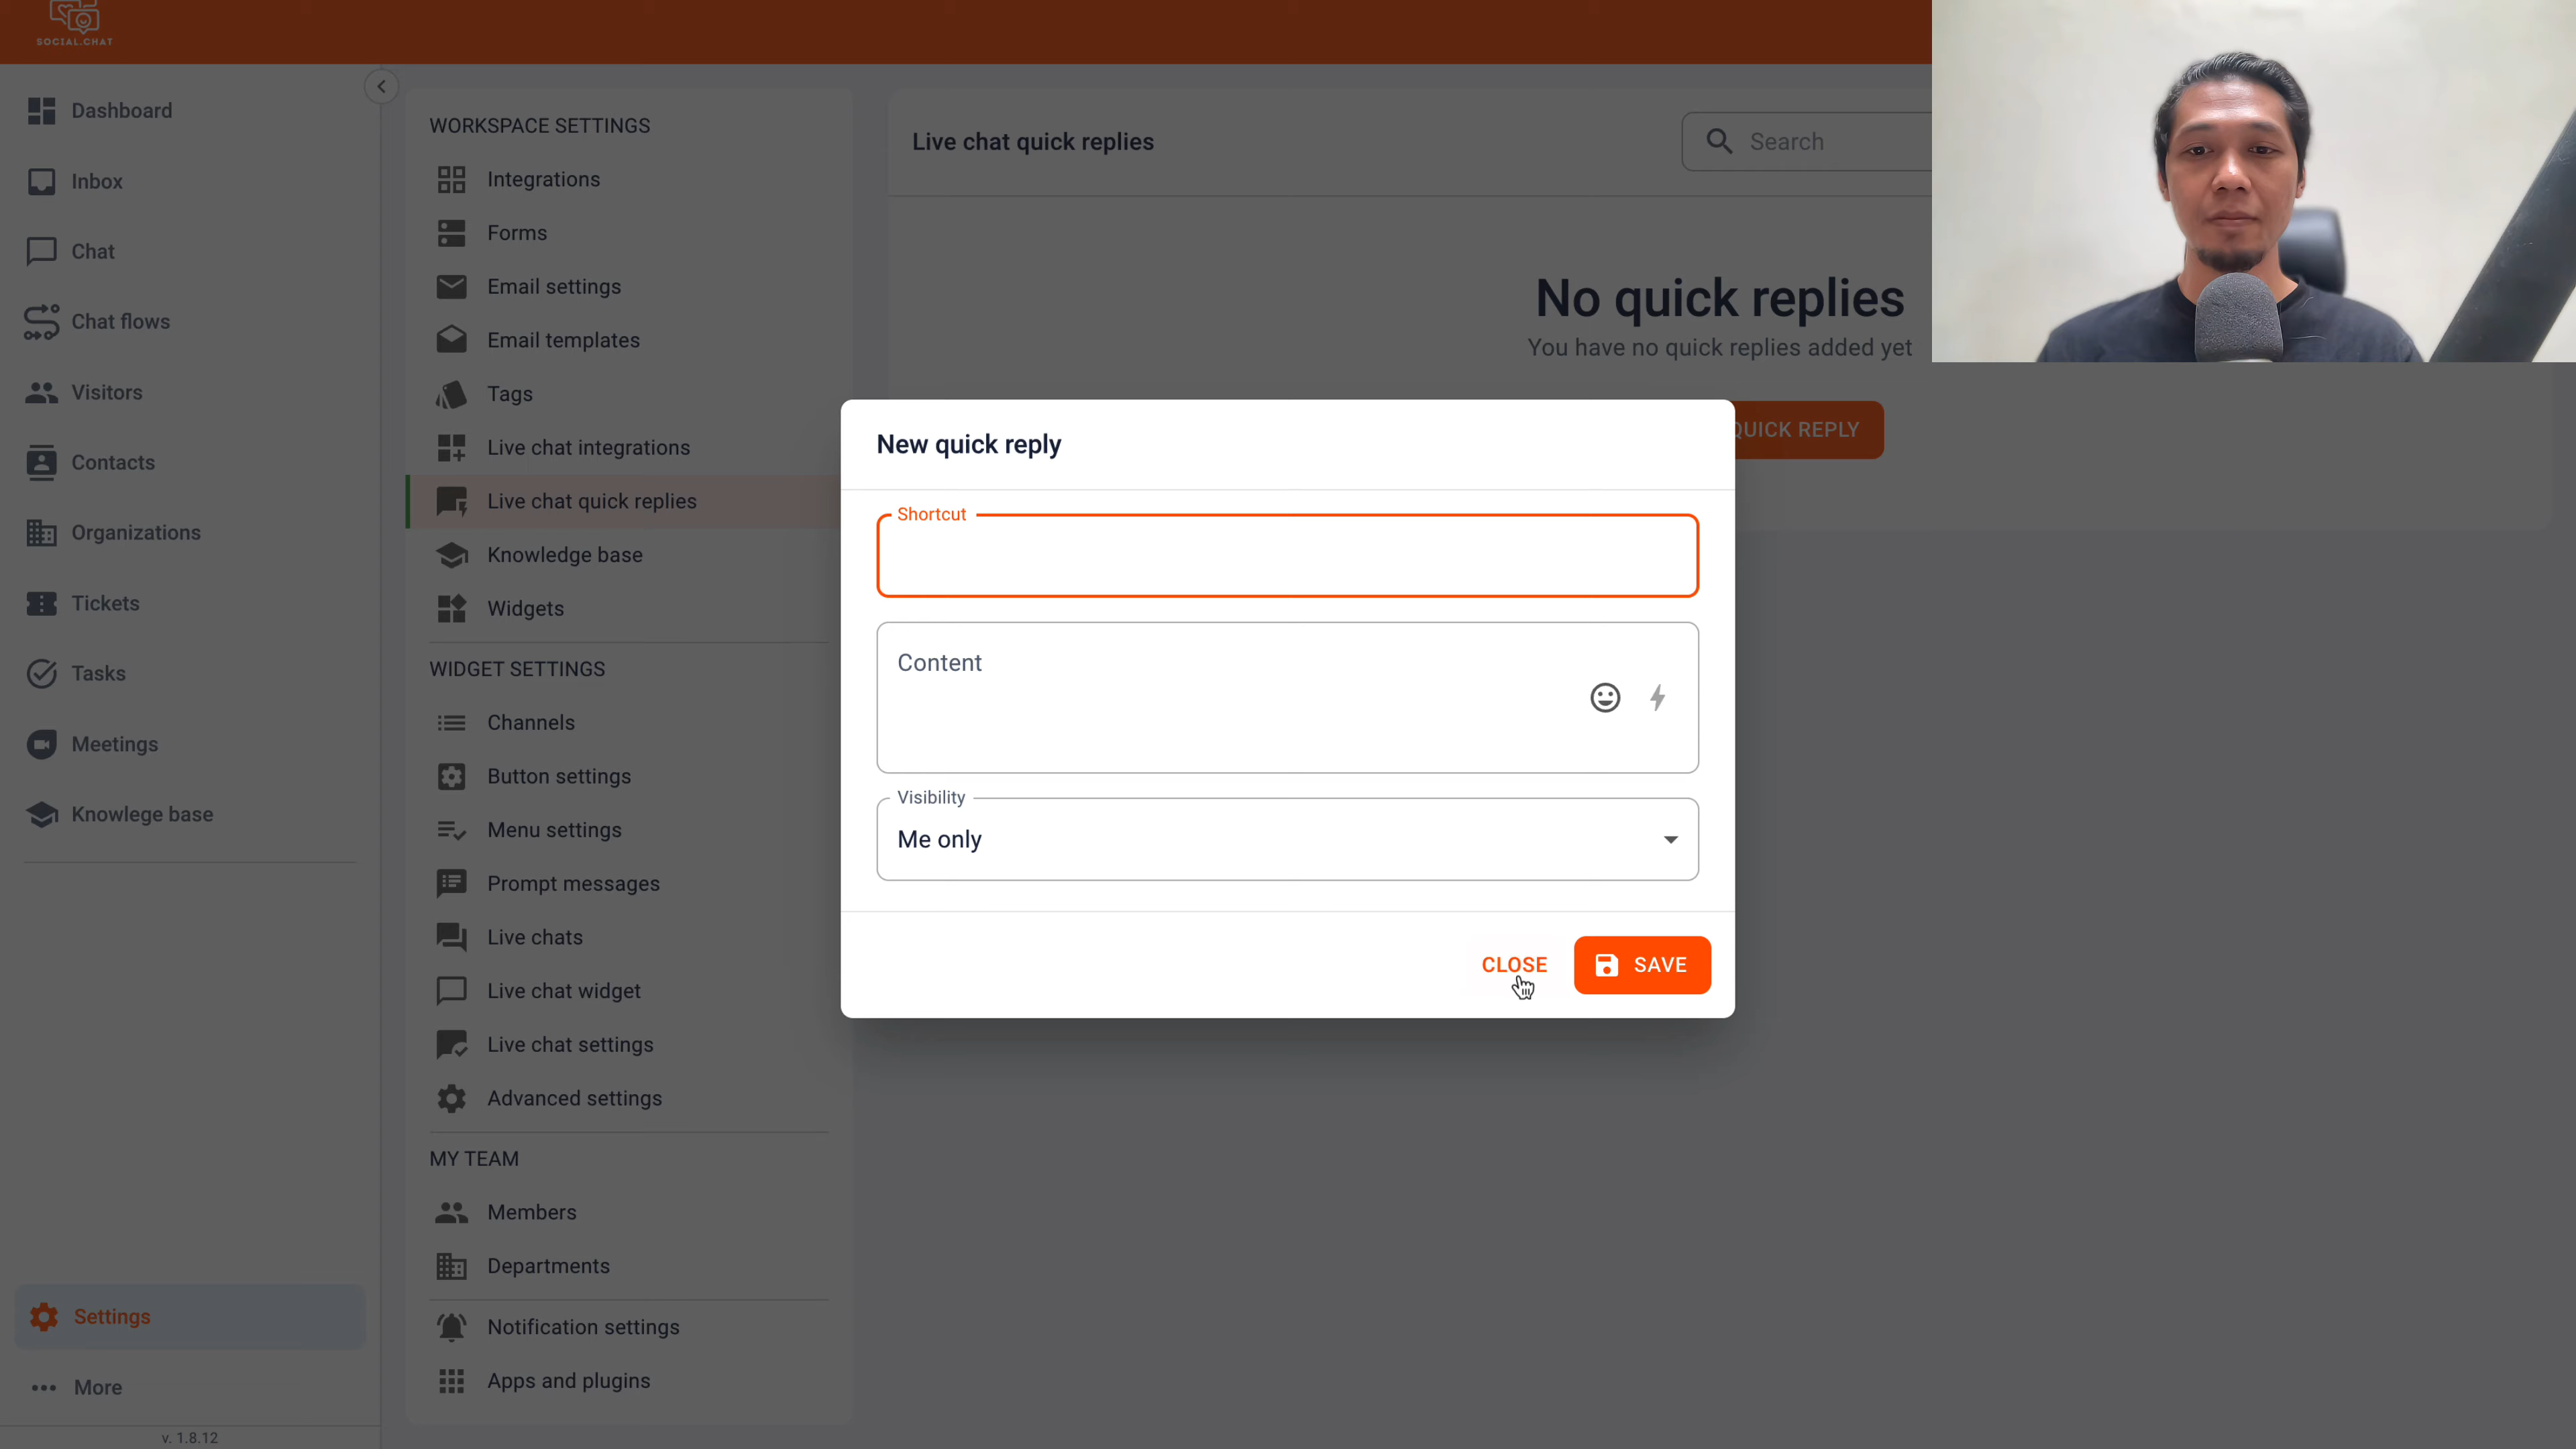 SOCIAL.CHAT
Dashboard
Inbox
Chat
Chat flows
Visitors
Contacts
Organizations
Tickets
Tasks
Meetings
Knowlege base
Settings
More
v. 1.8.12
WORKSPACE SETTINGS
Integrations
Forms
Email settings
Email templates
Tags
Live chat integrations
Live chat quick replies
Knowledge base
Widgets
WIDGET SETTINGS
Channels
Button settings
Menu settings
Prompt messages
Live chats
Live chat widget
Live chat settings
Advanced settings
MY TEAM
Members
Departments
Notification settings
Apps and plugins
Live chat quick replies
Search
No quick replies
You have no quick replies added yet
QUICK REPLY
New quick reply
Shortcut
Content
Visibility
Me only
CLOSE
SAVE